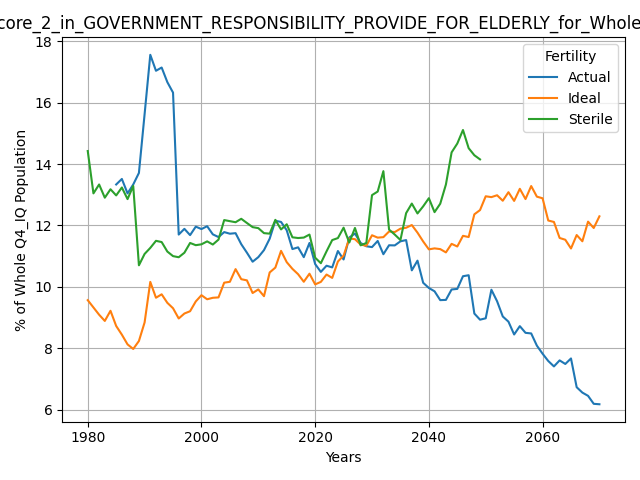 core_2_in_GOVERNMENT_RESPONSIBILITY_PROVIDE_FOR_ELDERLY_for_Whole
18
16
14
12
10
8
6
% of Whole Q4_IQ Population
Fertility
Actual
Ideal
Sterile
1980 2000 2020 2040 2060
Years